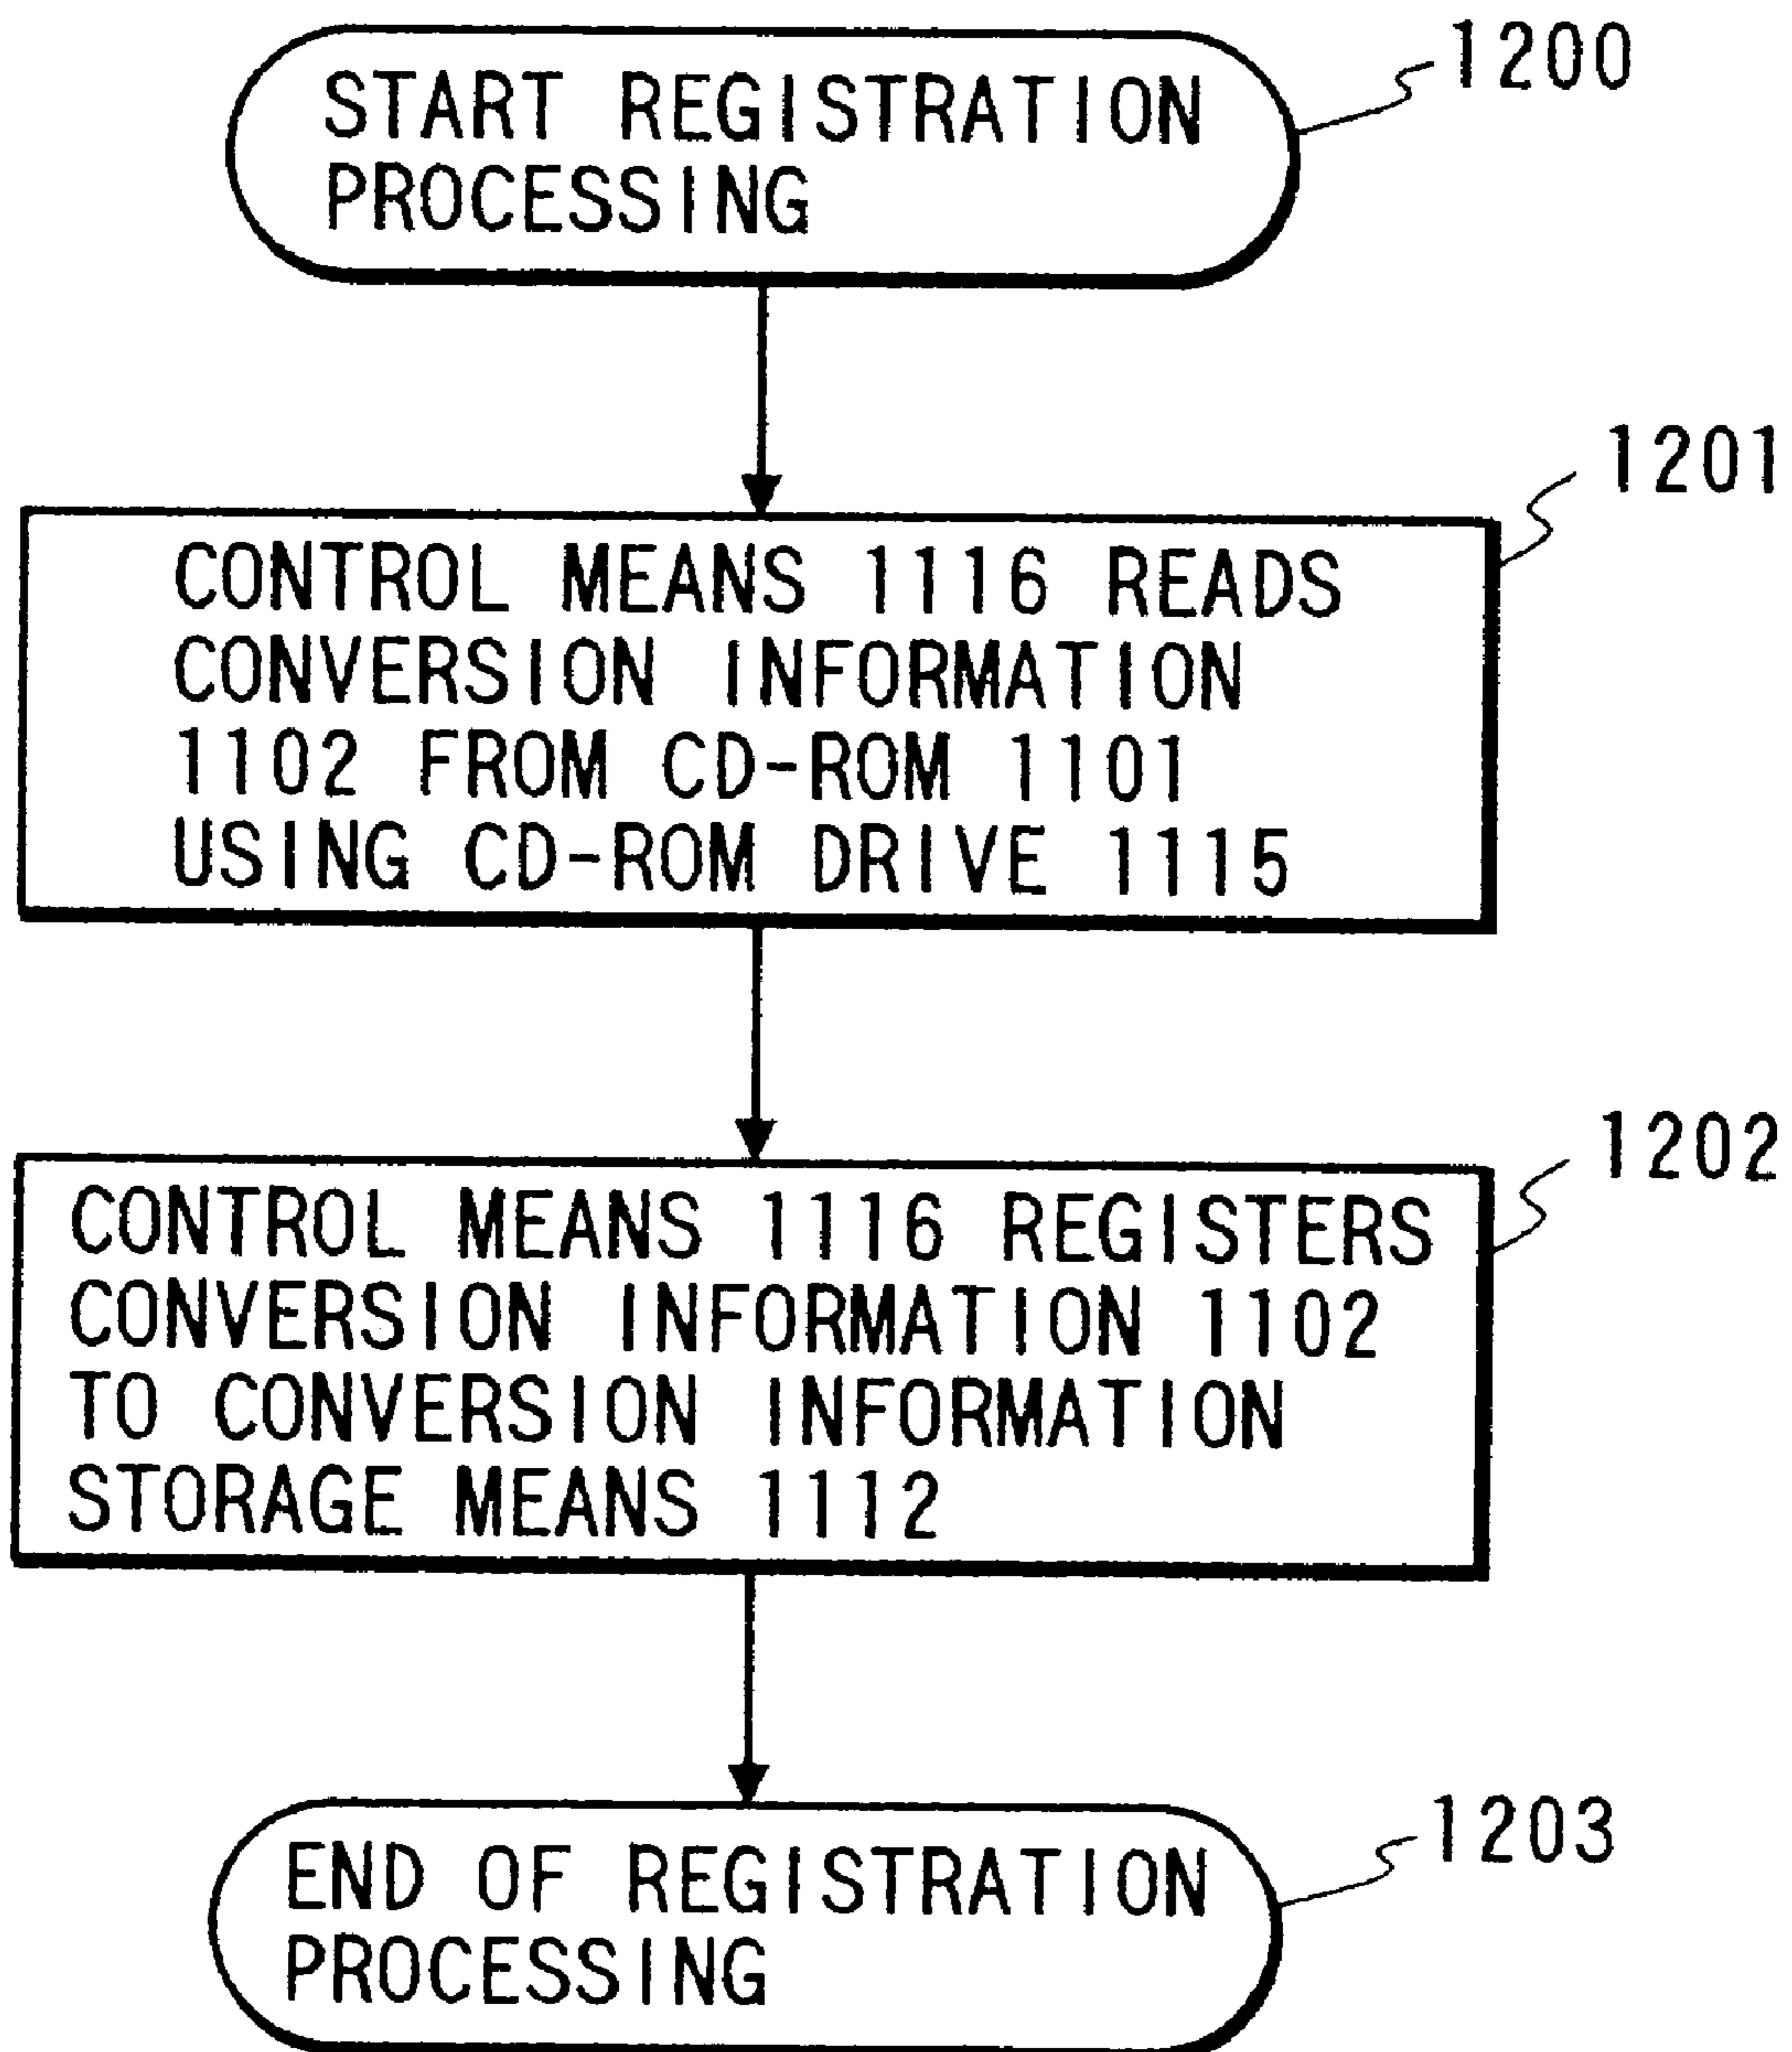 1200
START REGISTRATION
PROCESSING
1201
CONTROL MEANS 1116 READS
CONVERSION INFORMATION
1102 FROM CD-ROM 1101
USING CD-ROM DRIVE 1115
1202
CONTROL MEANS 1116 REGISTERS
CONVERSION INFORMATION 1102
TO CONVERSION INFORMATION
STORAGE MEANS 1112
1203
END OF REGISTRATION
PROCESSING